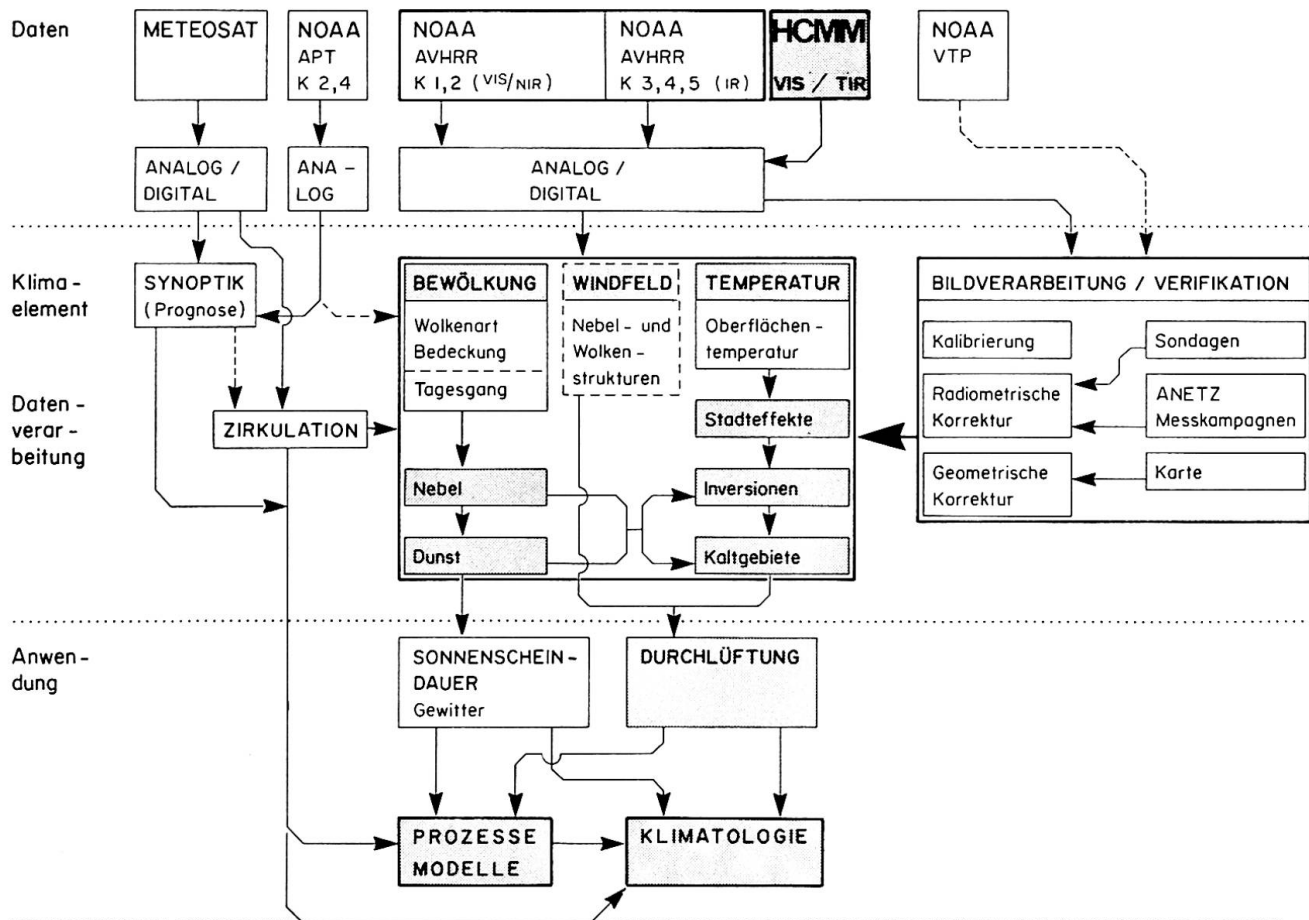 Daten
METEOSAT
NOAA
APT
K 2,4
NOAA
AVHRR
K 1,2 (VIS/NIR)
NOAA
AVHRR
K 3,4,5 (IR)
HCMM
VIS / TIR
NOAA
VTP
ANALOG /
DIGITAL
ANA -
LOG
ANALOG /
DIGITAL
Klima -
element
SYNOPTIK
(Prognose)
BEWÖLKUNG
Wolkenart
Bedeckung
Tagesgang
WINDFELD
Nebel - und
Wolken -
strukturen
TEMPERATUR
Oberflächen -
temperatur
BILDVERARBEITUNG / VERIFIKATION
Kalibrierung
Sondagen
Radiometrische
Korrektur
ANETZ
Messkampagnen
Geometrische
Korrektur
Karte
Daten -
verar -
beitung
ZIRKULATION
Stadteffekte
Nebel
Inversionen
Dunst
Kaltgebiete
Anwen -
dung
SONNENSCHEIN -
DAUER
Gewitter
DURCHLÜFTUNG
PROZESSE
MODELLE
KLIMATOLOGIE